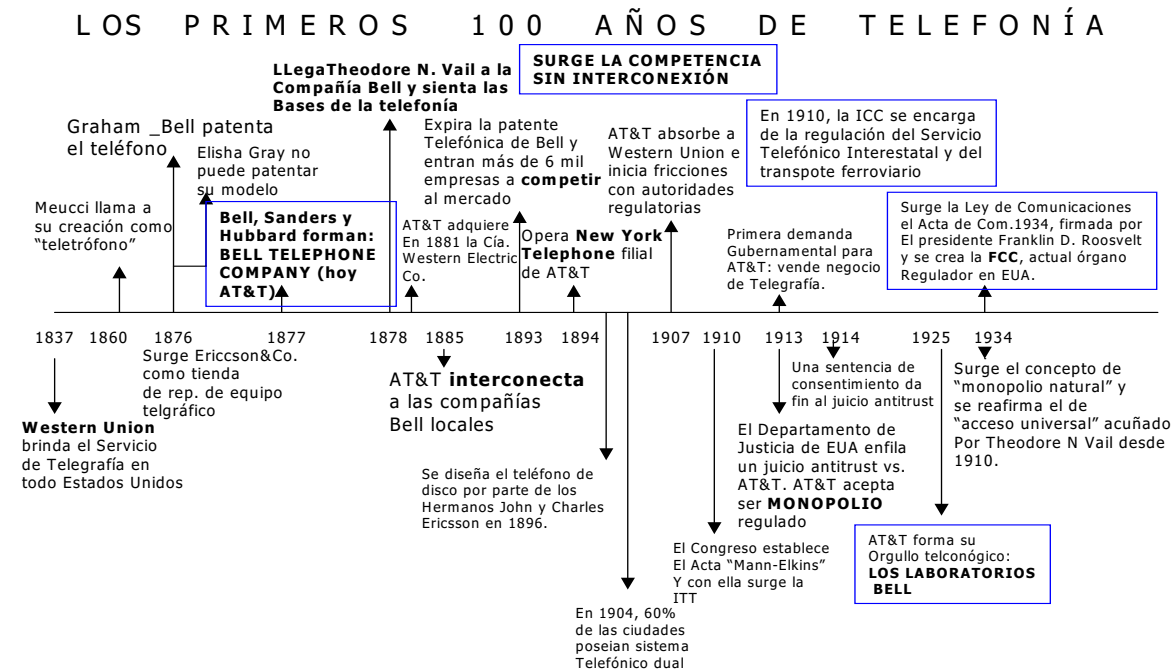 LOS PRIMEROS 100 AÑOS DE TELEFONÍA
SURGE LA COMPETENCIA
SIN INTERCONEXIÓN
LLegaTheodore N. Vail a la
Compañía Bell y sienta las
Bases de la telefonía
Graham _Bell patenta
el teléfono
Elisha Gray no
puede patentar
su modelo
Meucci llama a
su creación como
"teletrófono"
Bell, Sanders y
Hubbard forman:
BELL TELEPHONE
COMPANY (hoy
AT&T)
Expira la patente
Telefónica de Bell y
entran más de 6 mil
empresas a competir
al mercado
AT&T adquiere
En 1881 la Cía.
Western Electric
Co.
Opera New York
Telephone filial
de AT&T
AT&T absorbe a
Western Union e
inicia fricciones
con autoridades
regulatorias
En 1910, la ICC se encarga
de la regulación del Servicio
Telefónico Interestatal y del
transpote ferroviario
Primera demanda
Gubernamental para
AT&T: vende negocio
de Telegrafía.
Surge la Ley de Comunicaciones
el Acta de Com.1934, firmada por
El presidente Franklin D. Roosvelt
y se crea la FCC, actual órgano
Regulador en EUA.
1837 1860 1876 1877 1878 1885 1893 1894 1907 1910 1913 1914 1925 1934
Western Union
brinda el Servicio
de Telegrafía en
todo Estados Unidos
Surge Ericcson&Co.
como tienda
de rep. de equipo
telgráfico
AT&T interconecta
a las compañías
Bell locales
Se diseña el teléfono de
disco por parte de los
Hermanos John y Charles
Ericsson en 1896.
En 1904, 60%
de las ciudades
poseian sistema
Telefónico dual
El Congreso establece
El Acta "Mann-Elkins"
Y con ella surge la
ITT
El Departamento de
Justicia de EUA enfila
un juicio antitrust vs.
AT&T. AT&T acepta
ser MONOPOLIO
regulado
Una sentencia de
consentimiento da
fin al juicio antitrust
AT&T forma su
Orgullo telconógico:
LOS LABORATORIOS
BELL
Surge el concepto de
"monopolio natural" y
se reafirma el de
"acceso universal" acuñado
Por Theodore N Vail desde
1910.